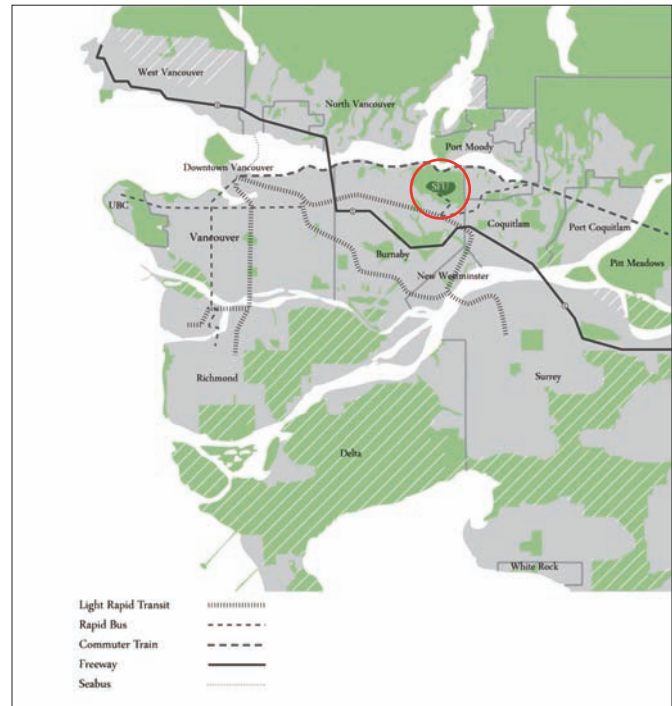 West Vancouver
North Vancouver
Port Moody
Downtown Vancouver
SFU
UBC
Vancouver
Coquitlam
Port Coquitlam
Burnaby
Pitt Meadows
New Westminster
Richmond
Surrey
Delta
White Rock
Light Rapid Transit
Rapid Bus
Commuter Train
Freeway
Seabus